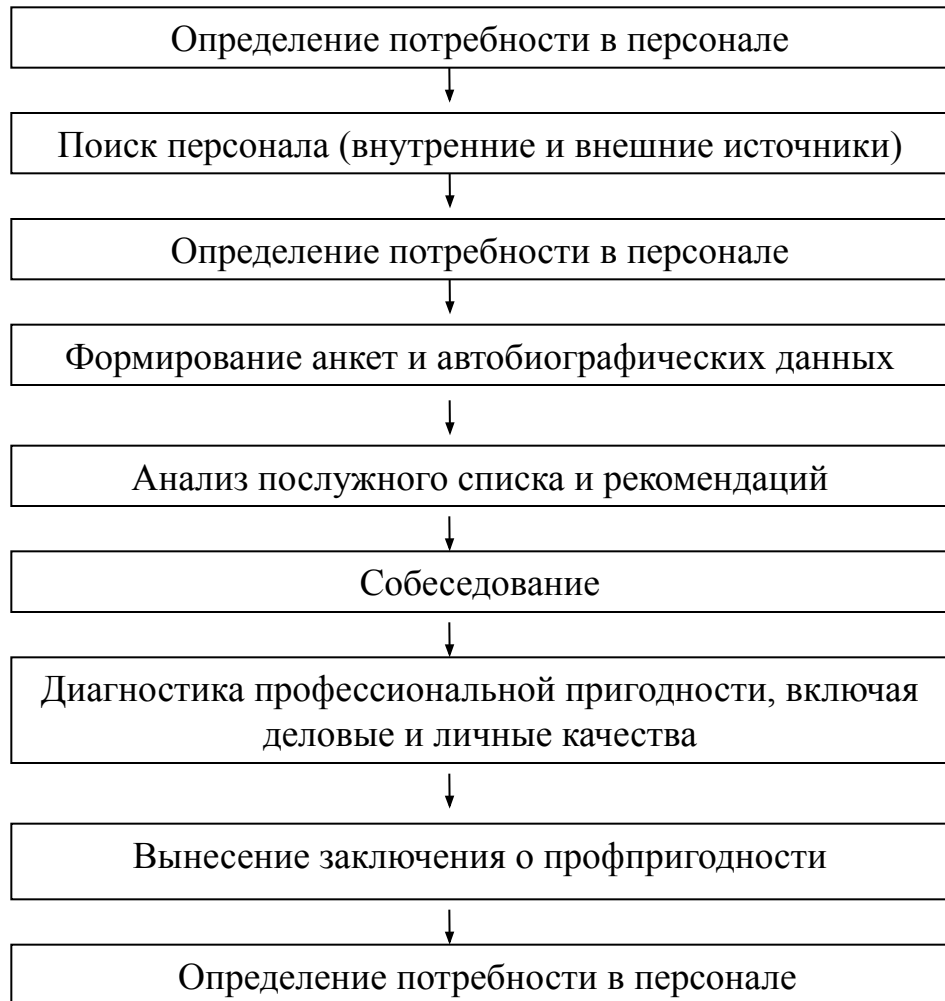 Определение потребности в персонале
Поиск персонала (внутренние и внешние источники)
Определение потребности в персонале
Формирование анкет и автобиографических данных
Анализ послужного списка и рекомендаций
Собеседование
Диагностика профессиональной пригодности, включая
деловые и личные качества
Вынесение заключения о профпригодности
Определение потребности в персонале